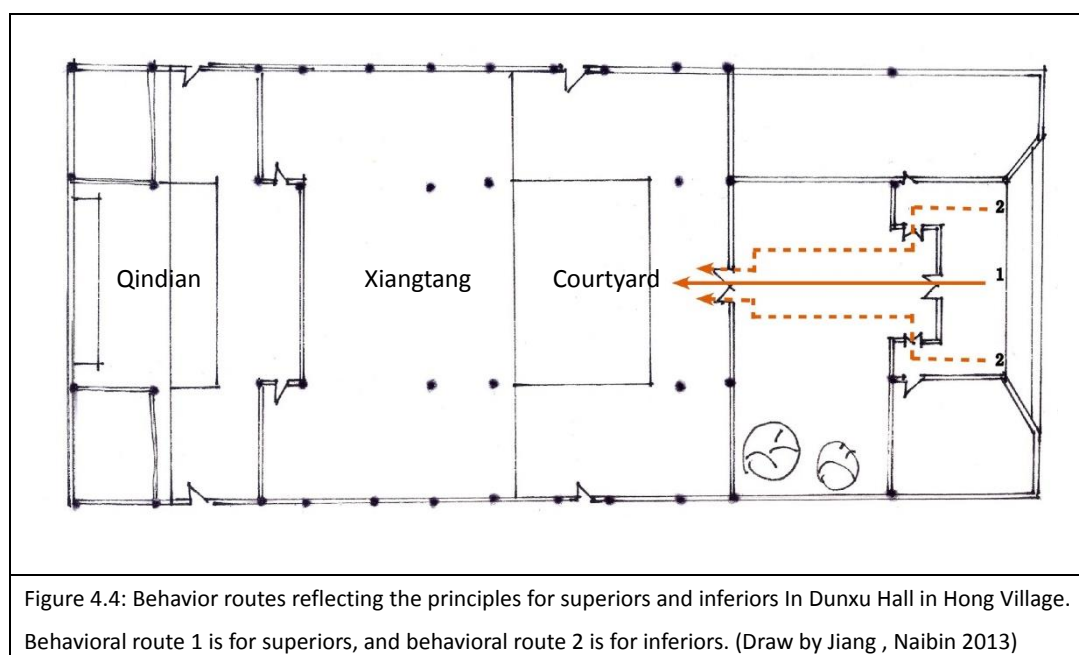 2
Qindian Xiangtang Courtyard 1
2
Figure 4.4: Behavior routes reflecting the principles for superiors and inferiors In Dunxu Hall in Hong Village.
Behavioral route 1 is for superiors, and behavioral route 2 is for inferiors. (Draw by Jiang , Naibin 2013)